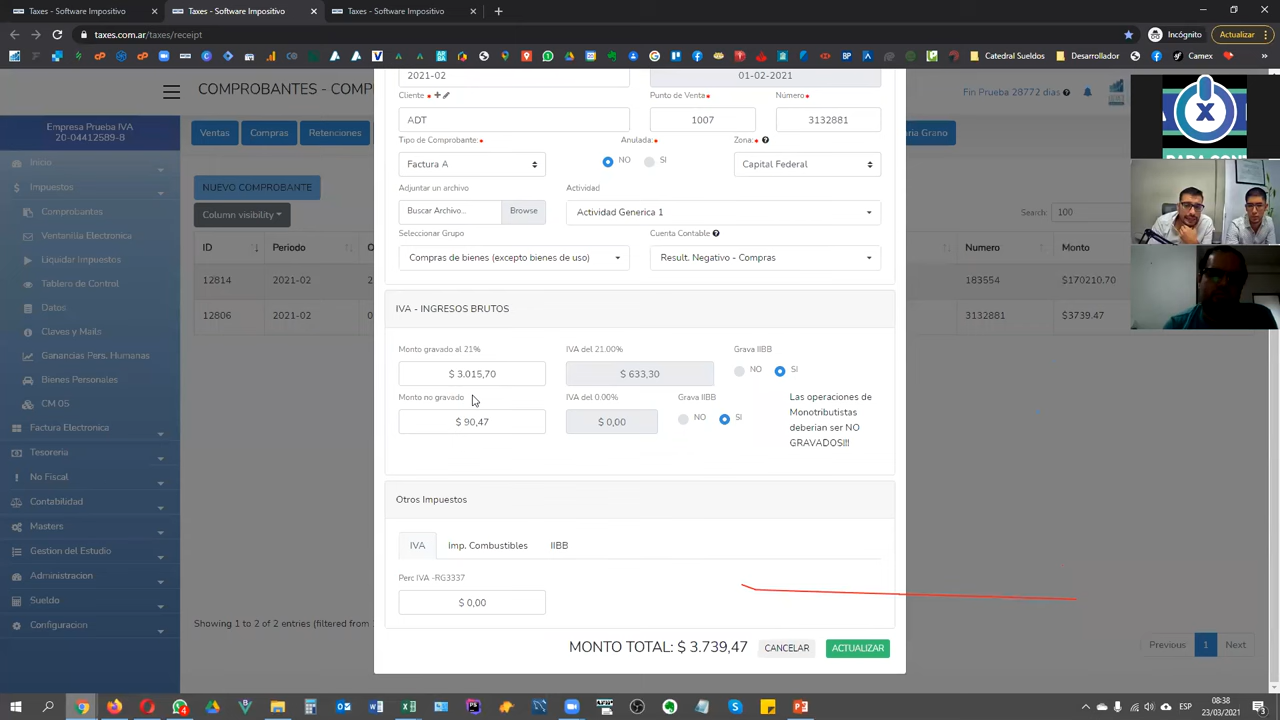 Taxes - Software Impositivo
Taxes - Software Impositivo
Taxes - Software Impositivo
taxes.com.ar/taxes/receipt
Incógnito
Actualizar
Catedral Sueldos
COMPROBANTES - COMP
Fin Prueba 28772 dias
Empresa Prueba IVA
20-04412589-8
Inicio
Impuestos
Comprobantes
Ventanilla Electronica
Liquidar Impuestos
Tablero de Control
Datos
Claves y Mails
Ganancias Pers. Humanas
Bienes Personales
CM 05
Factura Electronica
Tesoreria
No Fiscal
Contabilidad
Masters
Gestion del Estudio
Administracion
Sueldo
Configuracion
Ventas
Compras
Retenciones
aria Grano
NUEVO COMPROBANTE
Column visibility
Search:
100
ID
Periodo
Numero
Monto
12814
2021-02
183554
$170210.70
12806
2021-02
3132881
$3739.47
Showing 1 to 2 of 2 entries (filtered from
Previous
1
Next
2021-02
01-02-2021
Cliente
Punto de Venta
Número
ADT
1007
3132881
Tipo de Comprobante:
Anulada:
Zona:
Factura A
NO
SI
Capital Federal
Adjuntar un archivo
Actividad
Buscar Archivo...
Browse
Actividad Generica 1
Seleccionar Grupo
Cuenta Contable
Compras de bienes (excepto bienes de uso)
Result. Negativo - Compras
IVA - INGRESOS BRUTOS
Monto gravado al 21%
IVA del 21.00%
Grava IIBB
$ 3.015,70
$ 633,30
NO
SI
Monto no gravado
IVA del 0.00%
Grava IIBB
$ 90,47
$ 0,00
NO
SI
Las operaciones de
Monotributistas
deberian ser NO
GRAVADOS!!!
Otros Impuestos
IVA
Imp. Combustibles
IIBB
Perc IVA -RG3337
$ 0,00
MONTO TOTAL: $ 3.739,47
CANCELAR
ACTUALIZAR
X
PARA CON
ESP
08:38
23/03/2021